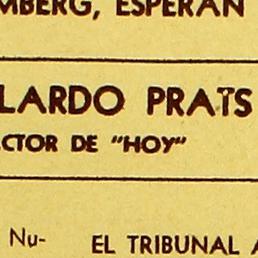 MBERG, ESPERAN
LARDO PRATS
CTOR DE "HOY"
Nu- EL TRIBUNAL A